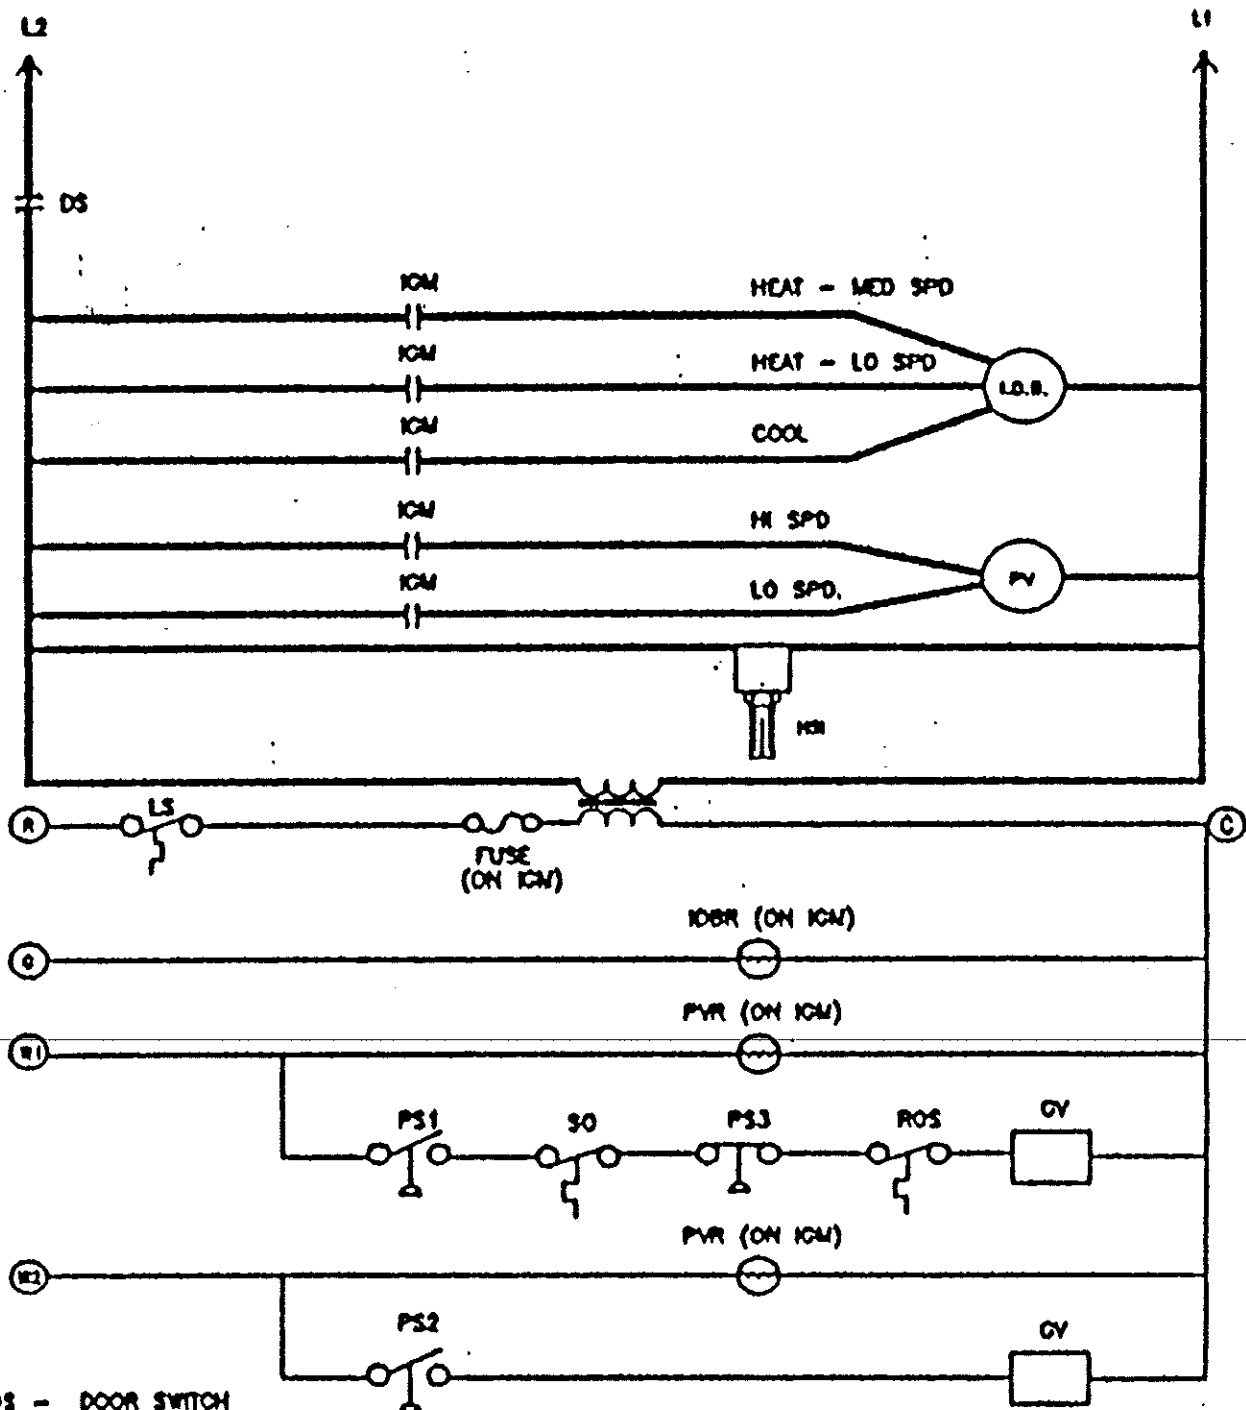 L2
L1
DS
ICM
HEAT - MED SPD
ICM
HEAT - LO SPD
I.D.B.
ICM
COOL
ICM
HI SPD
PV
ICM
LO SPD.
HSI
R
LS
FUSE
(ON ICM)
C
IDBR (ON ICM)
G
PVR (ON ICM)
W1
PS1
SO
PS3
ROS
GV
PVR (ON ICM)
W2
PS2
GV
DS - DOOR SWITCH